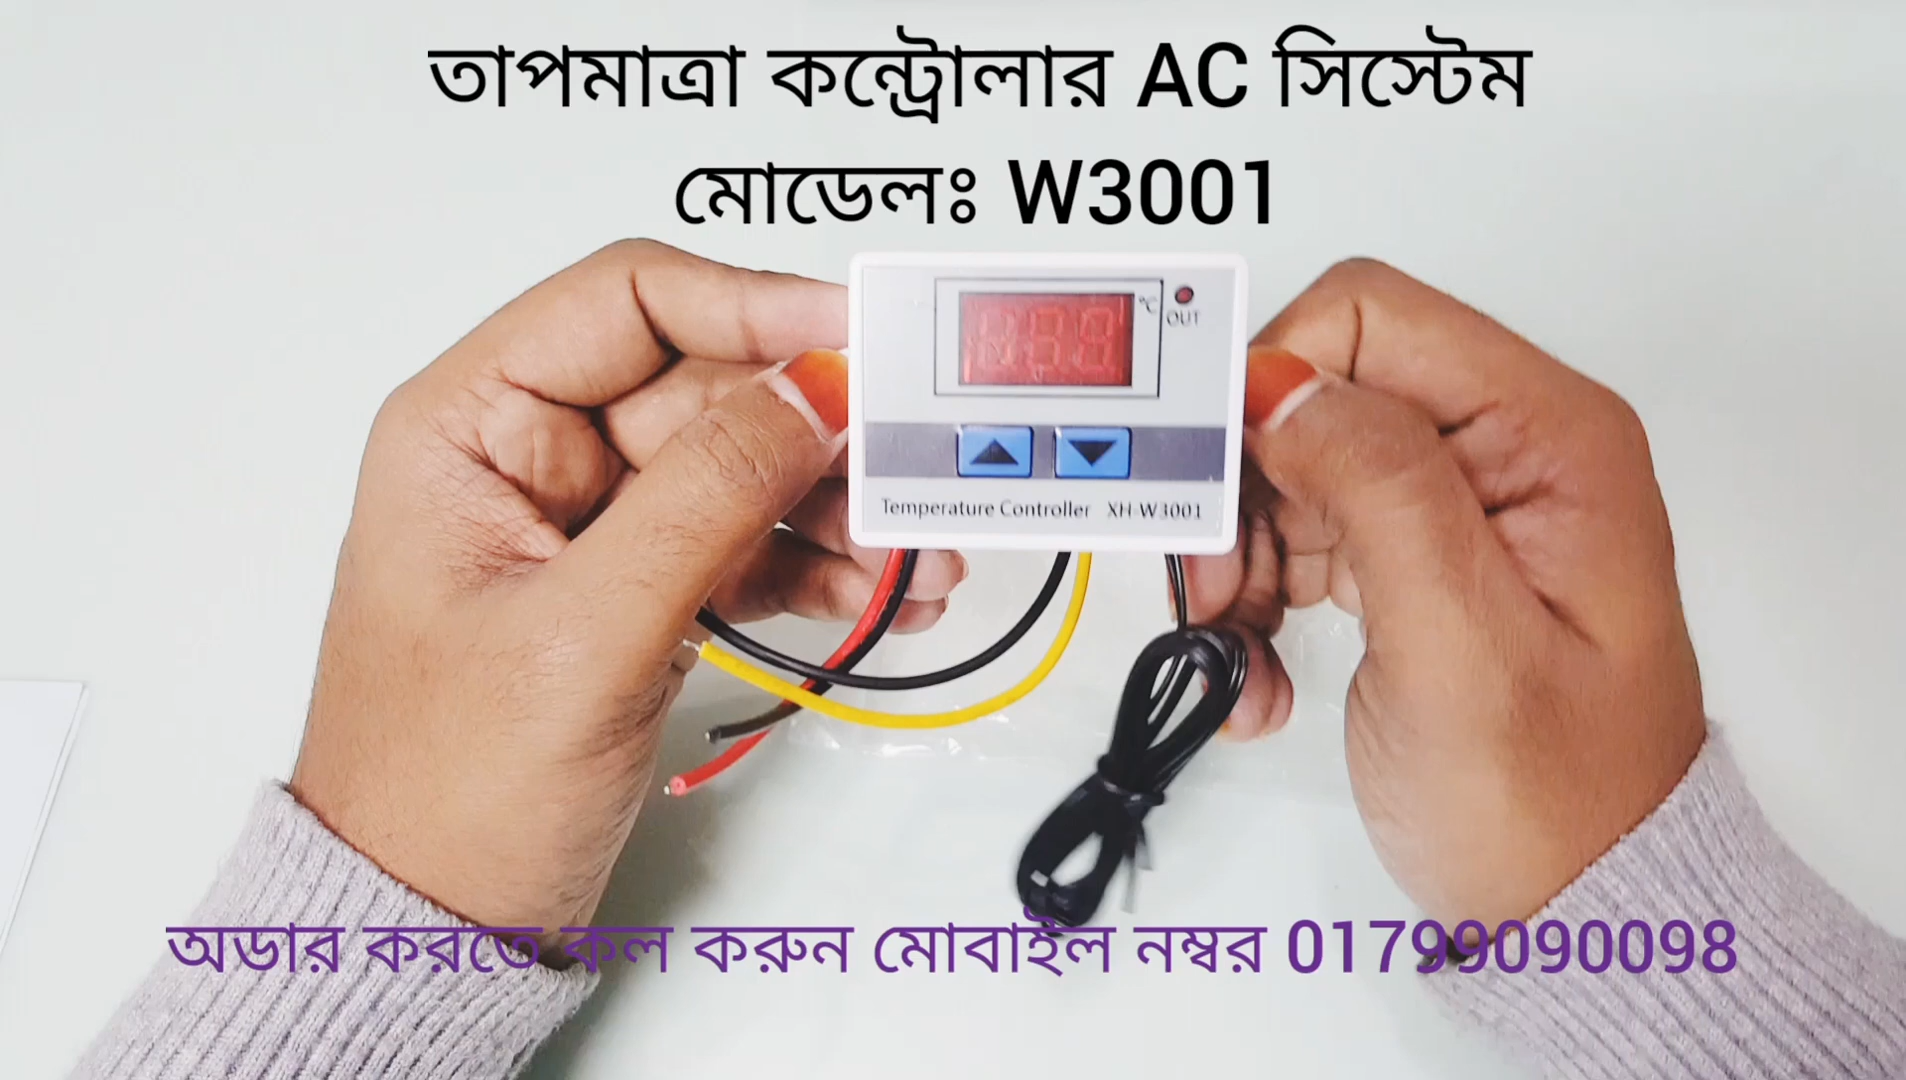 তাপমাত্রা কন্ট্রোলার AC সিস্টেম
মোডেলঃ W3001
°C
OUT
Temperature Controller XH-W3001
অডার করতে কল করুন মোবাইল নম্বর 01799090098